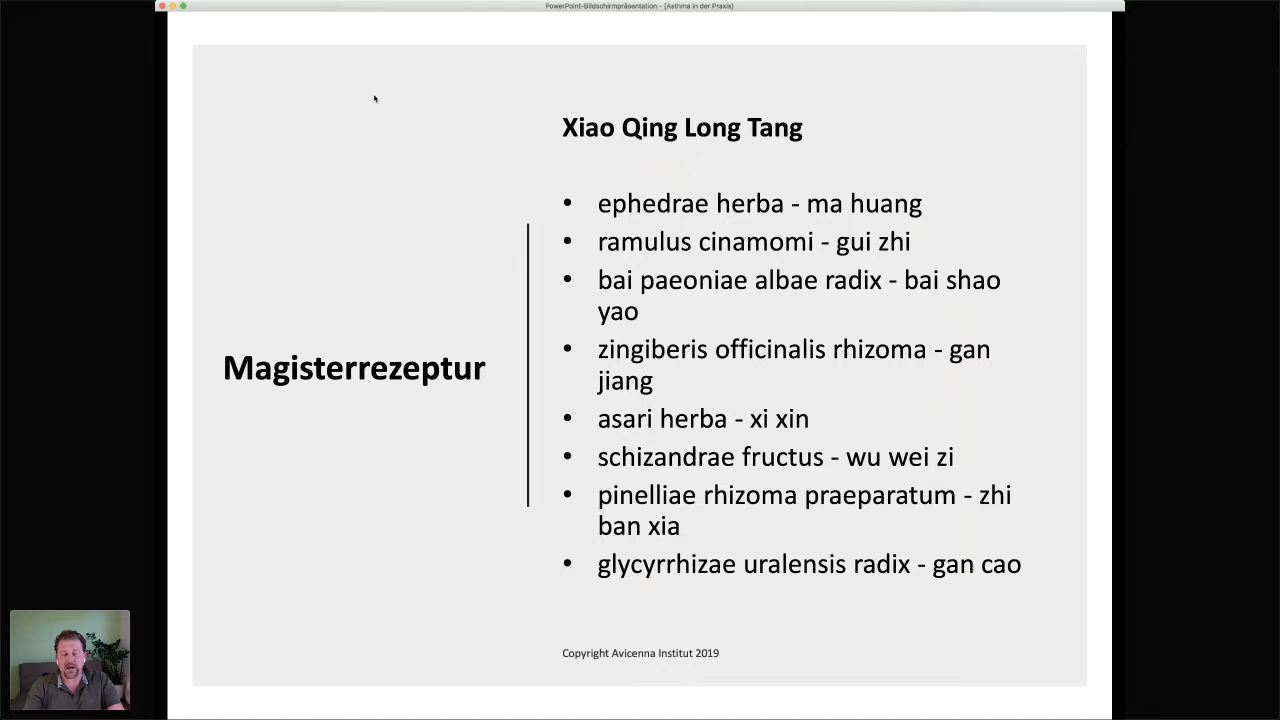 PowerPoint-Bildschirmpräsentation - [Asthma in der Praxis]
Xiao Qing Long Tang
• ephedrae herba - ma huang
• ramulus cinamomi - gui zhi
• bai paeoniae albae radix - bai shao
yao
• zingiberis officinalis rhizoma - gan
jiang
• asari herba - xi xin
• schizandrae fructus - wu wei zi
• pinelliae rhizoma praeparatum - zhi
ban xia
• glycyrrhizae uralensis radix - gan cao
Magisterrezeptur
Copyright Avicenna Institut 2019